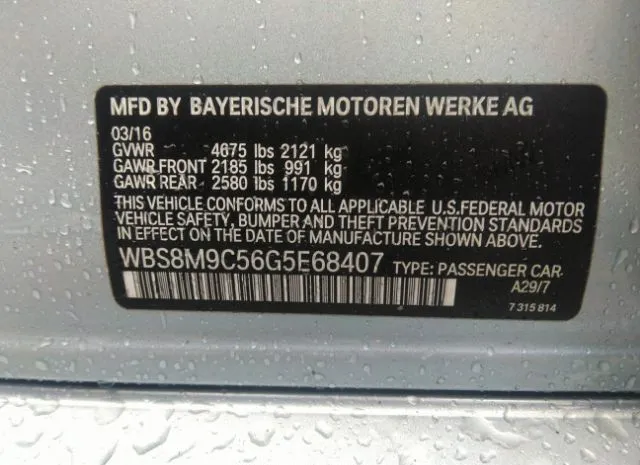 MFD BY BAYERISCHE MOTOREN WERKE AG
03/16
GVWR 4675 lbs 2121 kg
GAWR FRONT 2185 lbs 991 kg
GAWR REAR 2580 lbs 1170 kg
THIS VEHICLE CONFORMS TO ALL APPLICABLE U.S.FEDERAL MOTOR
VEHICLE SAFETY, BUMPER AND THEFT PREVENTION STANDARDS
IN EFFECT ON THE DATE OF MANUFACTURE SHOWN ABOVE.
WBS8M9C56G5E68407 TYPE: PASSENGER CAR
A29/7
7 315 814